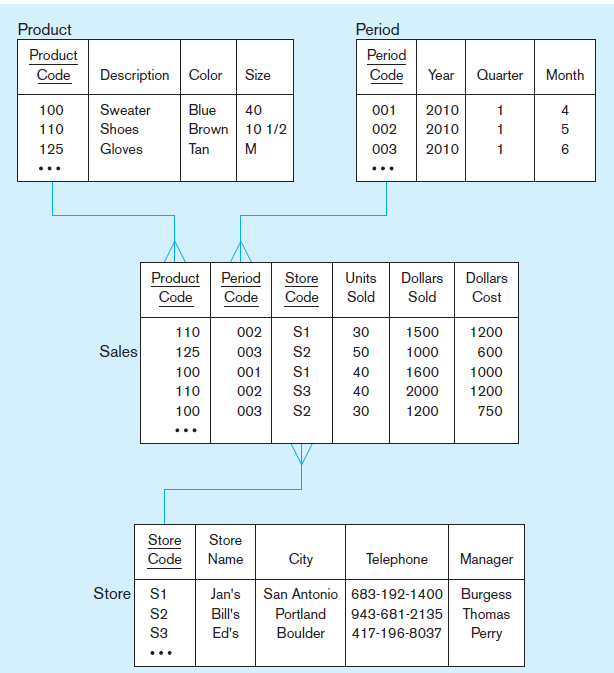 Product
Product Code Description Color Size
100 Sweater Blue 40
110 Shoes Brown 10 1/2
125 Gloves Tan M
•••
Period
Period Code Year Quarter Month
001 2010 1 4
002 2010 1 5
003 2010 1 6
•••
Sales
Product Code Period Code Store Code Units Sold Dollars Sold Dollars Cost
110 002 S1 30 1500 1200
125 003 S2 50 1000 600
100 001 S1 40 1600 1000
110 002 S3 40 2000 1200
100 003 S2 30 1200 750
•••
Store
Store Code Store Name City Telephone Manager
S1 Jan's San Antonio 683-192-1400 Burgess
S2 Bill's Portland 943-681-2135 Thomas
S3 Ed's Boulder 417-196-8037 Perry
•••